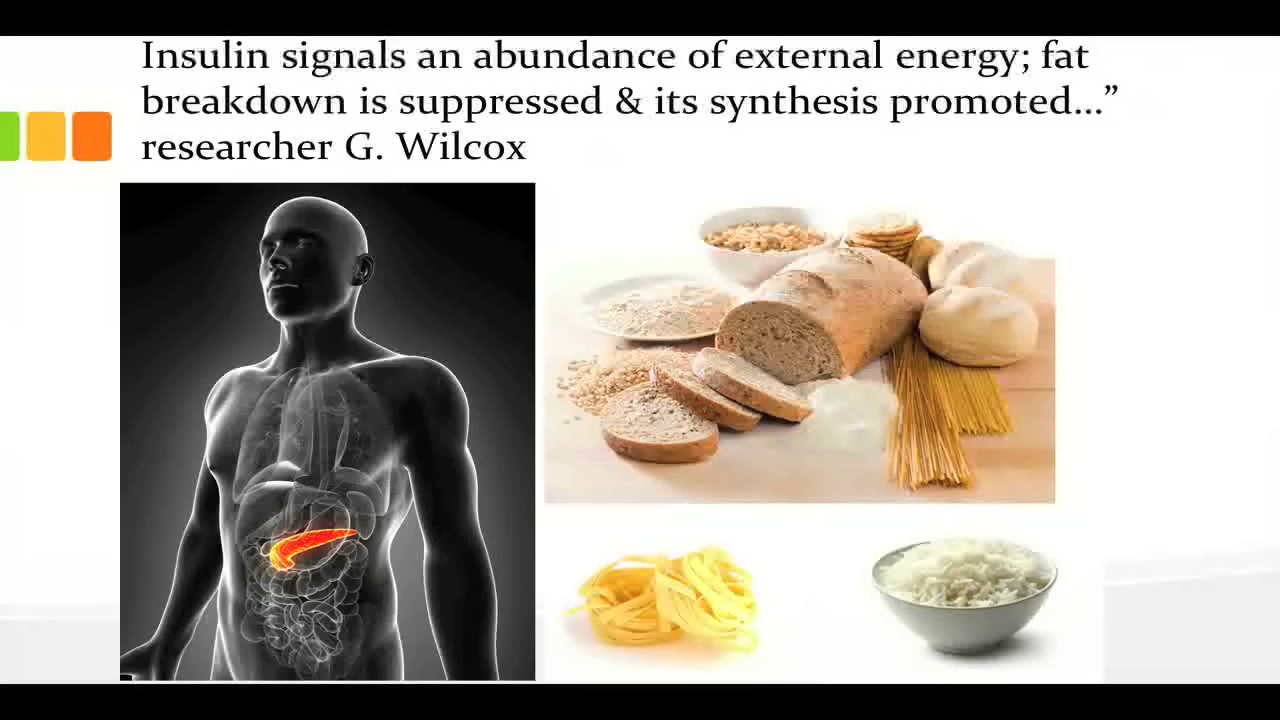 Insulin signals an abundance of external energy; fat
breakdown is suppressed & its synthesis promoted...”
researcher G. Wilcox